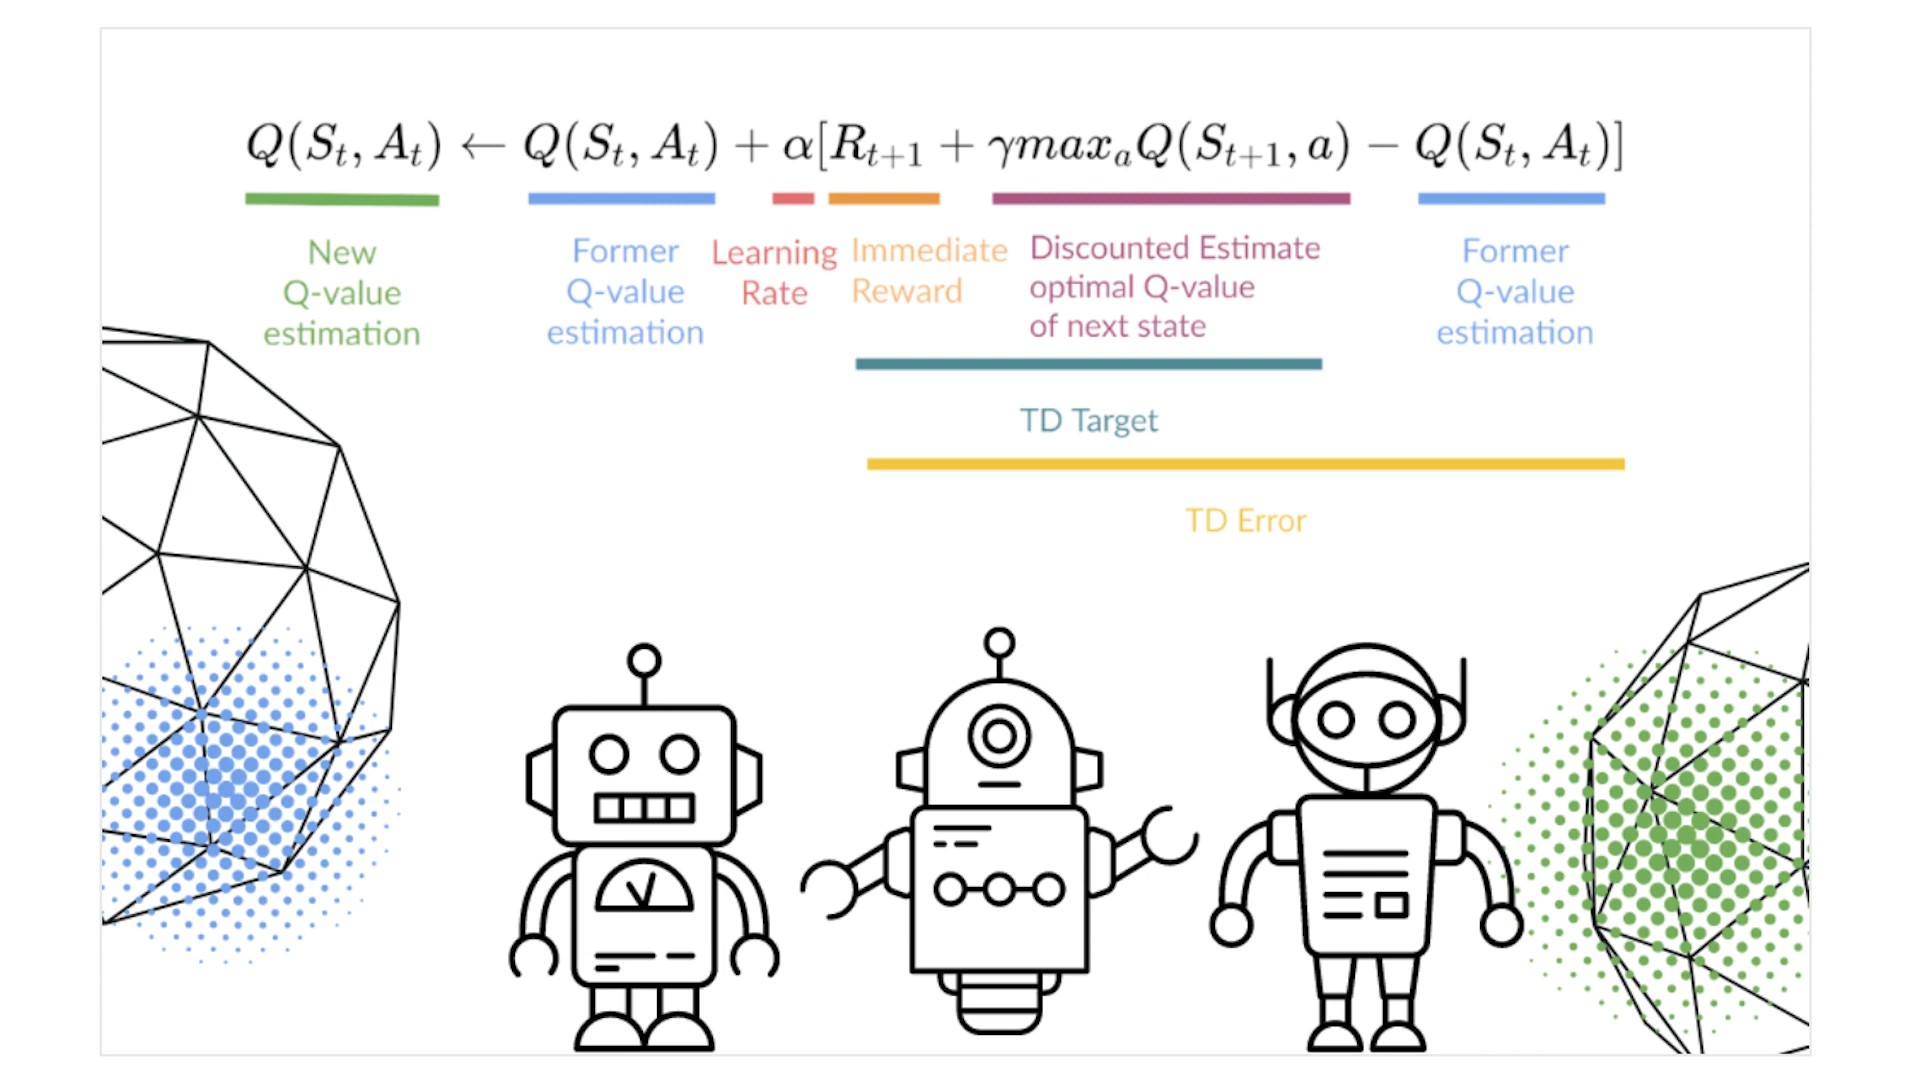 Q(S_t, A_t) ← Q(S_t, A_t) + α[R_{t+1} + γmax_aQ(S_{t+1}, a) − Q(S_t, A_t)]
New
Q-value
estimation
Former
Q-value
estimation
Learning
Rate
Immediate
Reward
Discounted Estimate
optimal Q-value
of next state
Former
Q-value
estimation
TD Target
TD Error